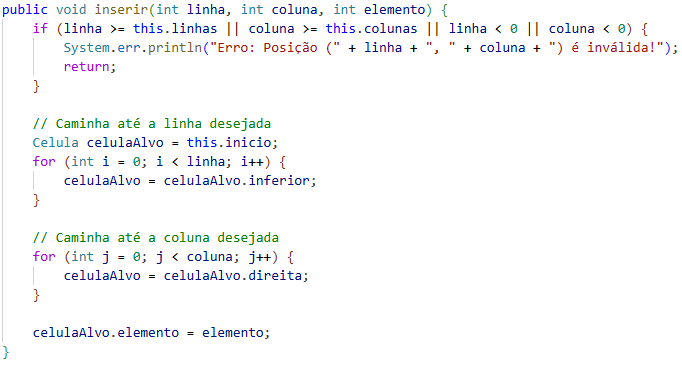 public void inserir(int linha, int coluna, int elemento) {
if (linha >= this.linhas || coluna >= this.colunas || linha < 0 || coluna < 0) {
System.err.println("Erro: Posição (" + linha + ", " + coluna + ") é inválida!");
return;
}
// Caminha até a linha desejada
Celula celulaAlvo = this.inicio;
for (int i = 0; i < linha; i++) {
celulaAlvo = celulaAlvo.inferior;
}
// Caminha até a coluna desejada
for (int j = 0; j < coluna; j++) {
celulaAlvo = celulaAlvo.direita;
}
celulaAlvo.elemento = elemento;
}